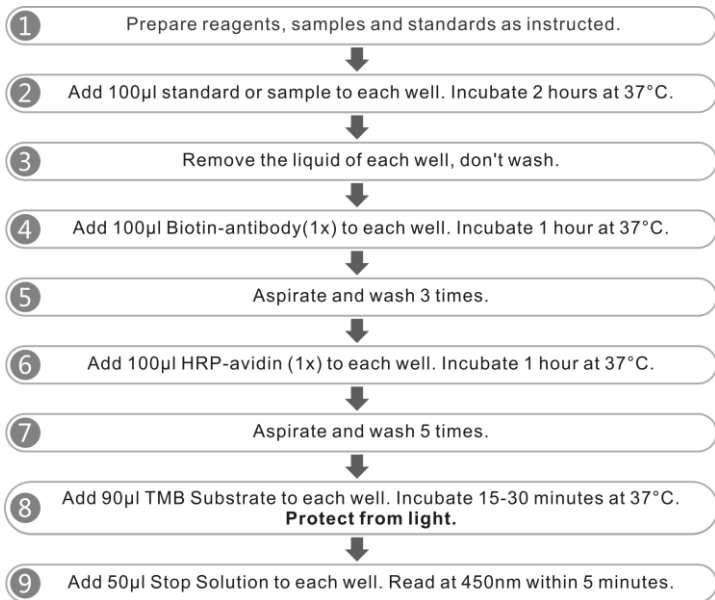 1 Prepare reagents, samples and standards as instructed.
2 Add 100μl standard or sample to each well. Incubate 2 hours at 37°C.
3 Remove the liquid of each well, don't wash.
4 Add 100μl Biotin-antibody(1x) to each well. Incubate 1 hour at 37°C.
5 Aspirate and wash 3 times.
6 Add 100μl HRP-avidin (1x) to each well. Incubate 1 hour at 37°C.
7 Aspirate and wash 5 times.
8 Add 90μl TMB Substrate to each well. Incubate 15-30 minutes at 37°C.
Protect from light.
9 Add 50μl Stop Solution to each well. Read at 450nm within 5 minutes.